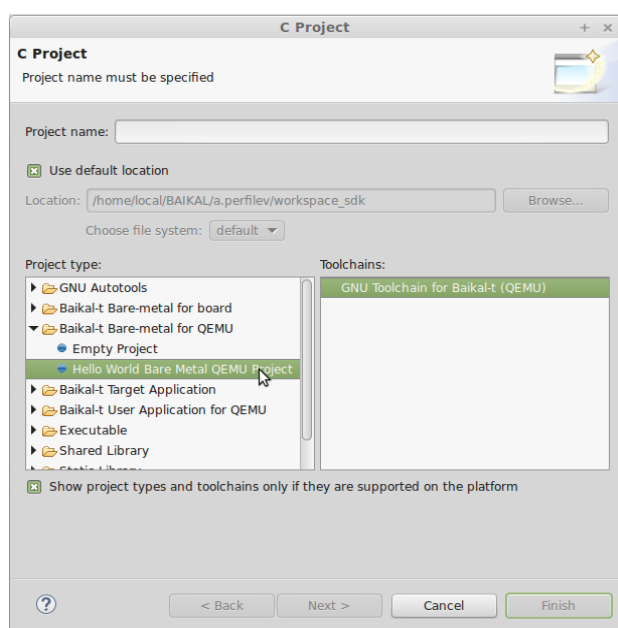 C Project
C Project
Project name must be specified
Project name:
Use default location
Location: /home/local/BAIKAL/a.perfilev/workspace_sdk Browse...
Choose file system: default
Project type:
GNU Autotools
Baikal-t Bare-metal for board
Baikal-t Bare-metal for QEMU
Empty Project
Hello World Bare Metal QEMU Project
Baikal-t Target Application
Baikal-t User Application for QEMU
Executable
Shared Library
Static Library
Toolchains:
GNU Toolchain for Baikal-t (QEMU)
Show project types and toolchains only if they are supported on the platform
? < Back Next > Cancel Finish